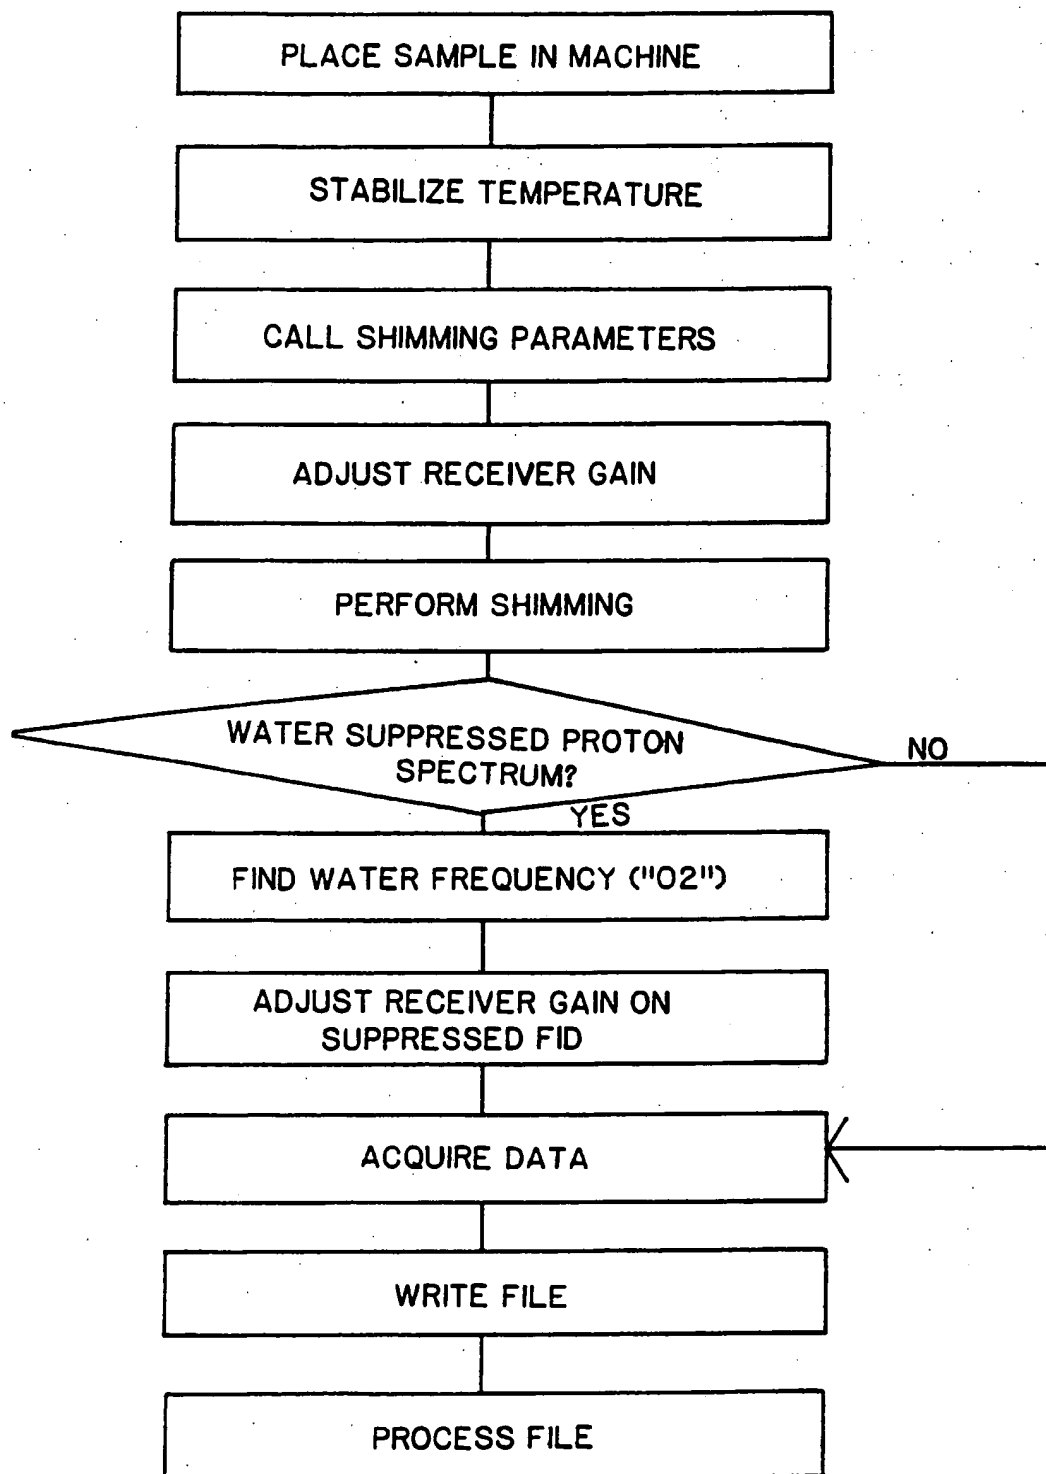 PLACE SAMPLE IN MACHINE
STABILIZE TEMPERATURE
CALL SHIMMING PARAMETERS
ADJUST RECEIVER GAIN
PERFORM SHIMMING
WATER SUPPRESSED PROTON
SPECTRUM?
NO
YES
FIND WATER FREQUENCY ("O2")
ADJUST RECEIVER GAIN ON
SUPPRESSED FID
ACQUIRE DATA
WRITE FILE
PROCESS FILE